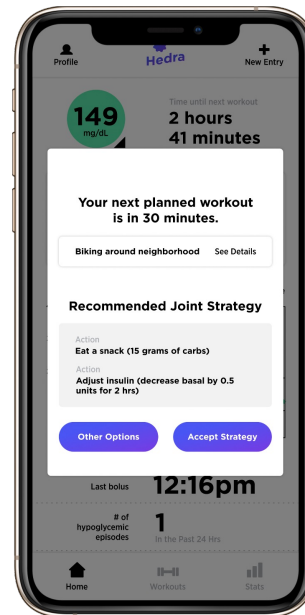 Profile
Hedra
New Entry
149
mg/dL
Time until next workout
2 hours
41 minutes
Your next planned workout
is in 30 minutes.
Biking around neighborhood See Details
Recommended Joint Strategy
Action
Eat a snack (15 grams of carbs)
Action
Adjust insulin (decrease basal by 0.5
units for 2 hrs)
Other Options
Accept Strategy
Last bolus 12:16pm
# of
hypoglycemic
episodes
1
In the Past 24 Hrs
Home
Workouts
Stats